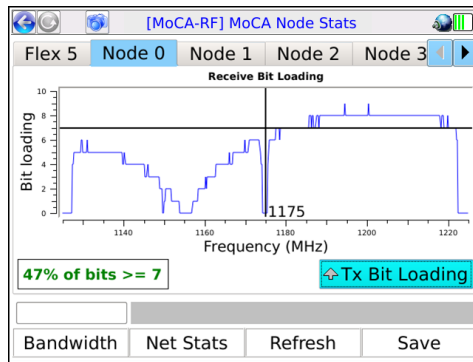 [MoCA-RF] MoCA Node Stats
Flex 5 Node 0 Node 1 Node 2 Node 3
Receive Bit Loading
Bit loading
10
8
6
4
2
0
1175
1140 1160 1180 1200 1220
Frequency (MHz)
47% of bits >= 7 Tx Bit Loading
Bandwidth Net Stats Refresh Save